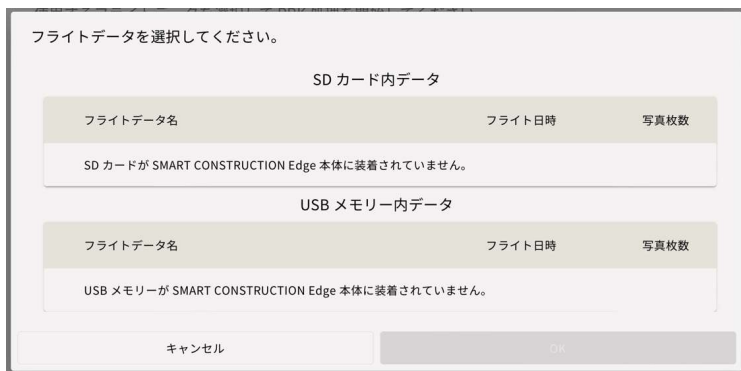 フライトデータを選択してください。
SD カード内データ
フライトデータ名 フライト日時 写真枚数
SD カードが SMART CONSTRUCTION Edge 本体に装着されていません。
USB メモリー内データ
フライトデータ名 フライト日時 写真枚数
USB メモリーが SMART CONSTRUCTION Edge 本体に装着されていません。
キャンセル OK